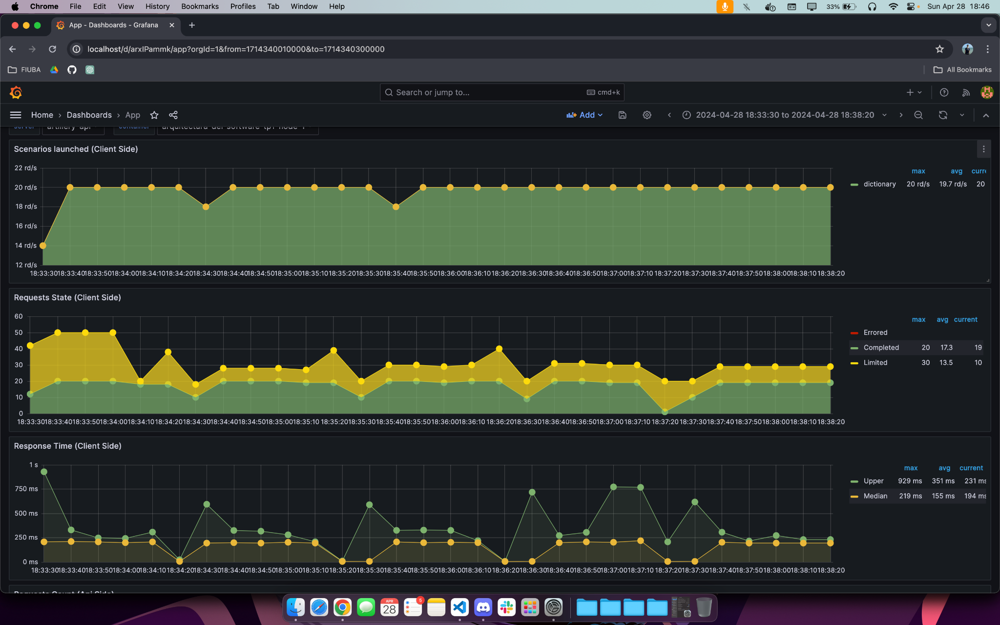 Chrome File Edit View History Bookmarks Profiles Tab Window Help 33% Sun Apr 28 18:46
App - Dashboards - Grafana
localhost/d/arxIPammk/app?orgId=1&from=1714340010000&to=1714340300000
FIUBA All Bookmarks
Search or jump to... cmd+k
Home › Dashboards › App Add 2024-04-28 18:33:30 to 2024-04-28 18:38:20
server artillery-api container arquitectura-del-software-tp1-node-1
Scenarios launched (Client Side)
22 rd/s
20 rd/s
18 rd/s
16 rd/s
14 rd/s
12 rd/s
18:33:30 18:33:40 18:33:50 18:34:00 18:34:10 18:34:20 18:34:30 18:34:40 18:34:50 18:35:00 18:35:10 18:35:20 18:35:30 18:35:40 18:35:50 18:36:00 18:36:10 18:36:20 18:36:30 18:36:40 18:36:50 18:37:00 18:37:10 18:37:20 18:37:30 18:37:40 18:37:50 18:38:00 18:38:10 18:38:20
max avg curre
dictionary 20 rd/s 19.7 rd/s 20
Requests State (Client Side)
60
50
40
30
20
10
0
18:33:30 18:33:40 18:33:50 18:34:00 18:34:10 18:34:20 18:34:30 18:34:40 18:34:50 18:35:00 18:35:10 18:35:20 18:35:30 18:35:40 18:35:50 18:36:00 18:36:10 18:36:20 18:36:30 18:36:40 18:36:50 18:37:00 18:37:10 18:37:20 18:37:30 18:37:40 18:37:50 18:38:00 18:38:10 18:38:20
max avg current
Errored
Completed 20 17.3 19
Limited 30 13.5 10
Response Time (Client Side)
1 s
750 ms
500 ms
250 ms
0 ms
18:33:30 18:33:40 18:33:50 18:34:00 18:34:10 18:34:20 18:34:30 18:34:40 18:34:50 18:35:00 18:35:10 18:35:20 18:35:30 18:35:40 18:35:50 18:36:00 18:36:10 18:36:20 18:36:30 18:36:40 18:36:50 18:37:00 18:37:10 18:37:20 18:37:30 18:37:40 18:37:50 18:38:00 18:38:10 18:38:20
max avg current
Upper 929 ms 351 ms 231 ms
Median 219 ms 155 ms 194 ms
Requests Count (Api Side)
APR
28
5